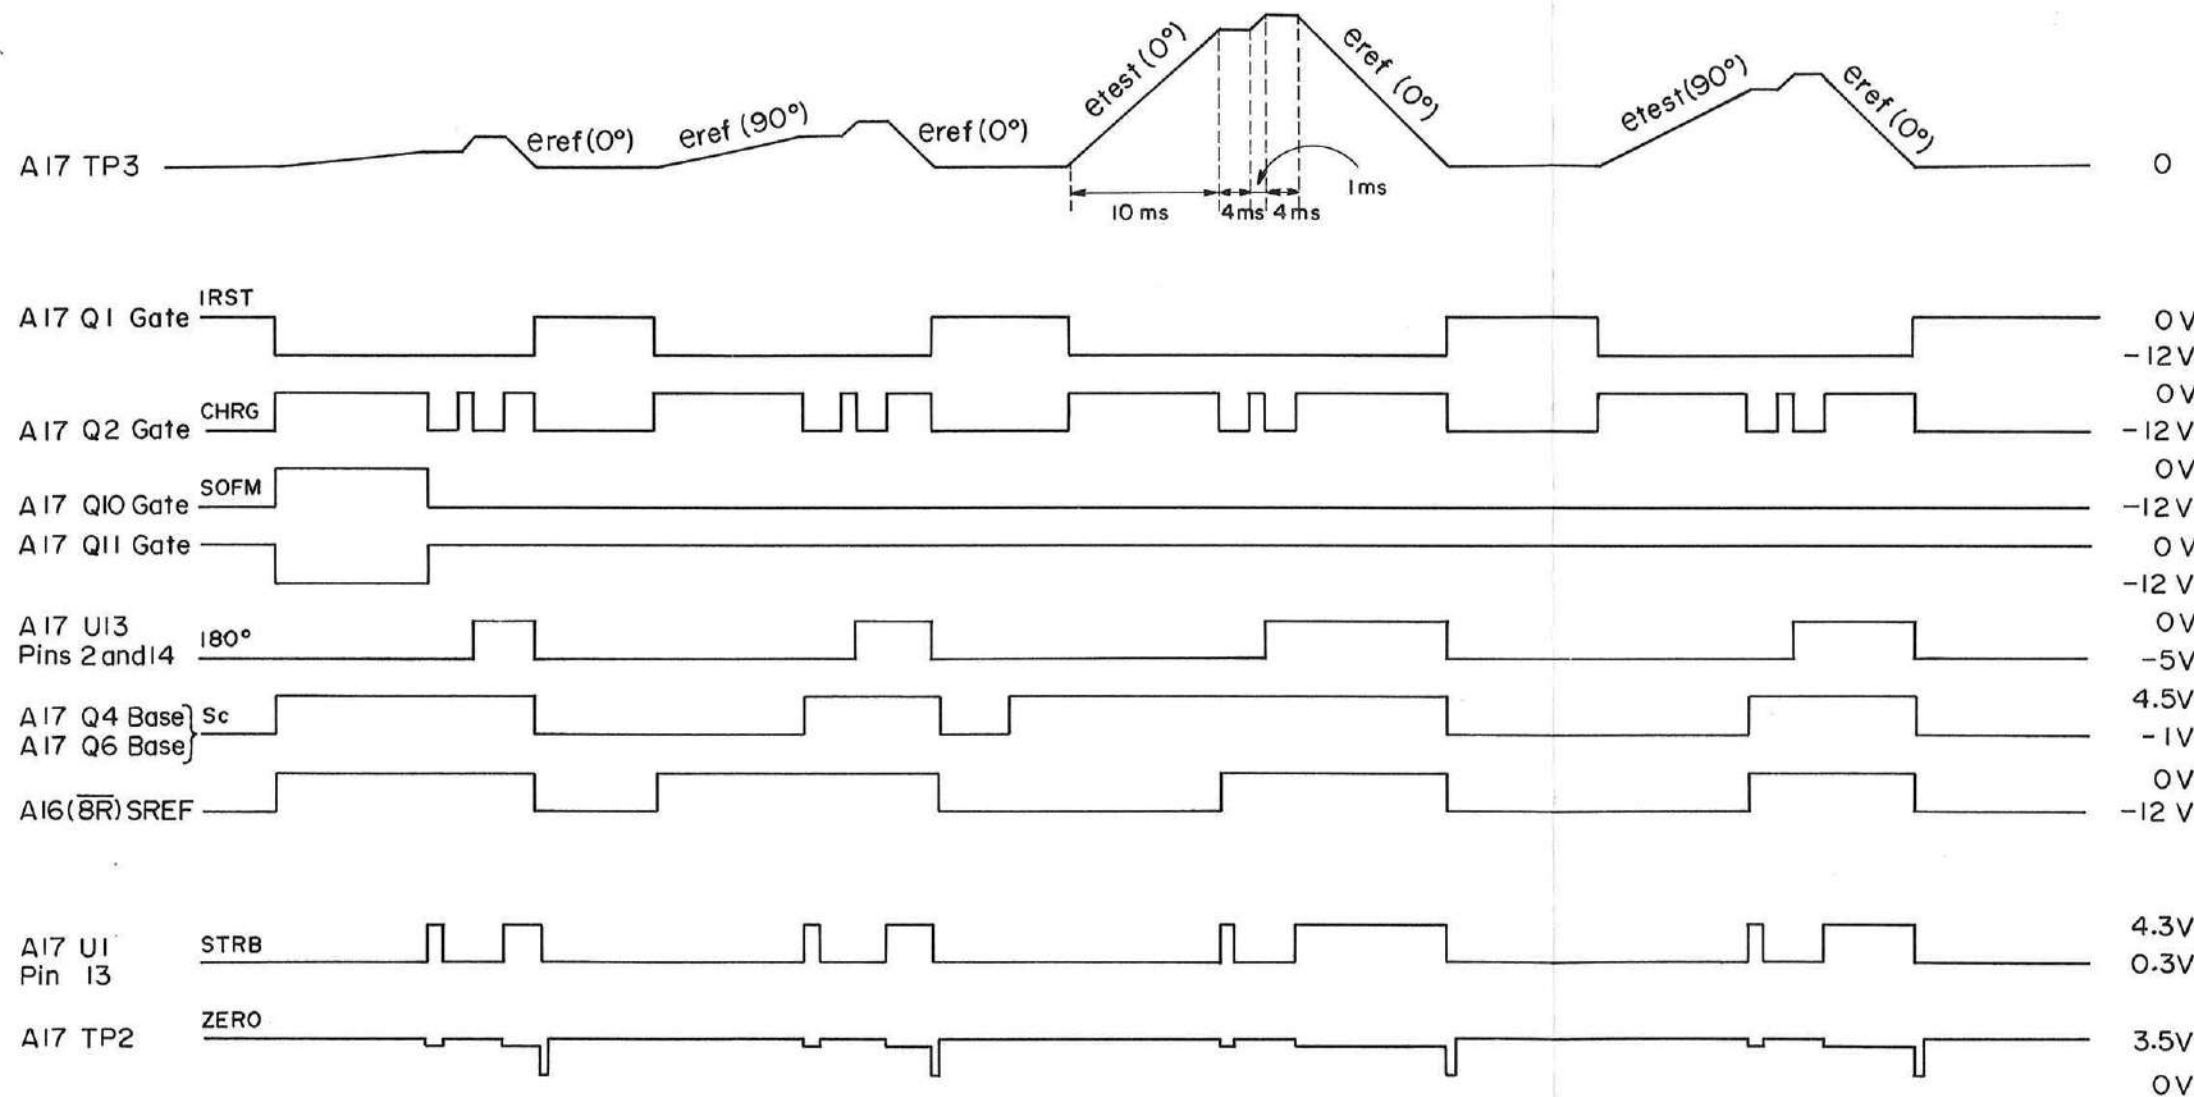 etest(0°)
eref (0°)
etest(90°)
eref(0°)
eref(0°)
eref (90°)
eref(0°)
A17 TP3
0
1ms
10 ms
4ms
4ms
IRST
A17 Q1 Gate
0V
-12V
CHRG
A17 Q2 Gate
0V
-12V
SOFM
A17 Q10 Gate
0V
-12V
A17 Q11 Gate
0V
-12V
A17 U13
Pins 2 and 14
180°
0V
-5V
A17 Q4 Base
A17 Q6 Base
Sc
4.5V
-1V
A16(8̅R̅) SREF
0V
-12V
A17 U1
Pin 13
STRB
4.3V
0.3V
ZERO
A17 TP2
3.5V
0V